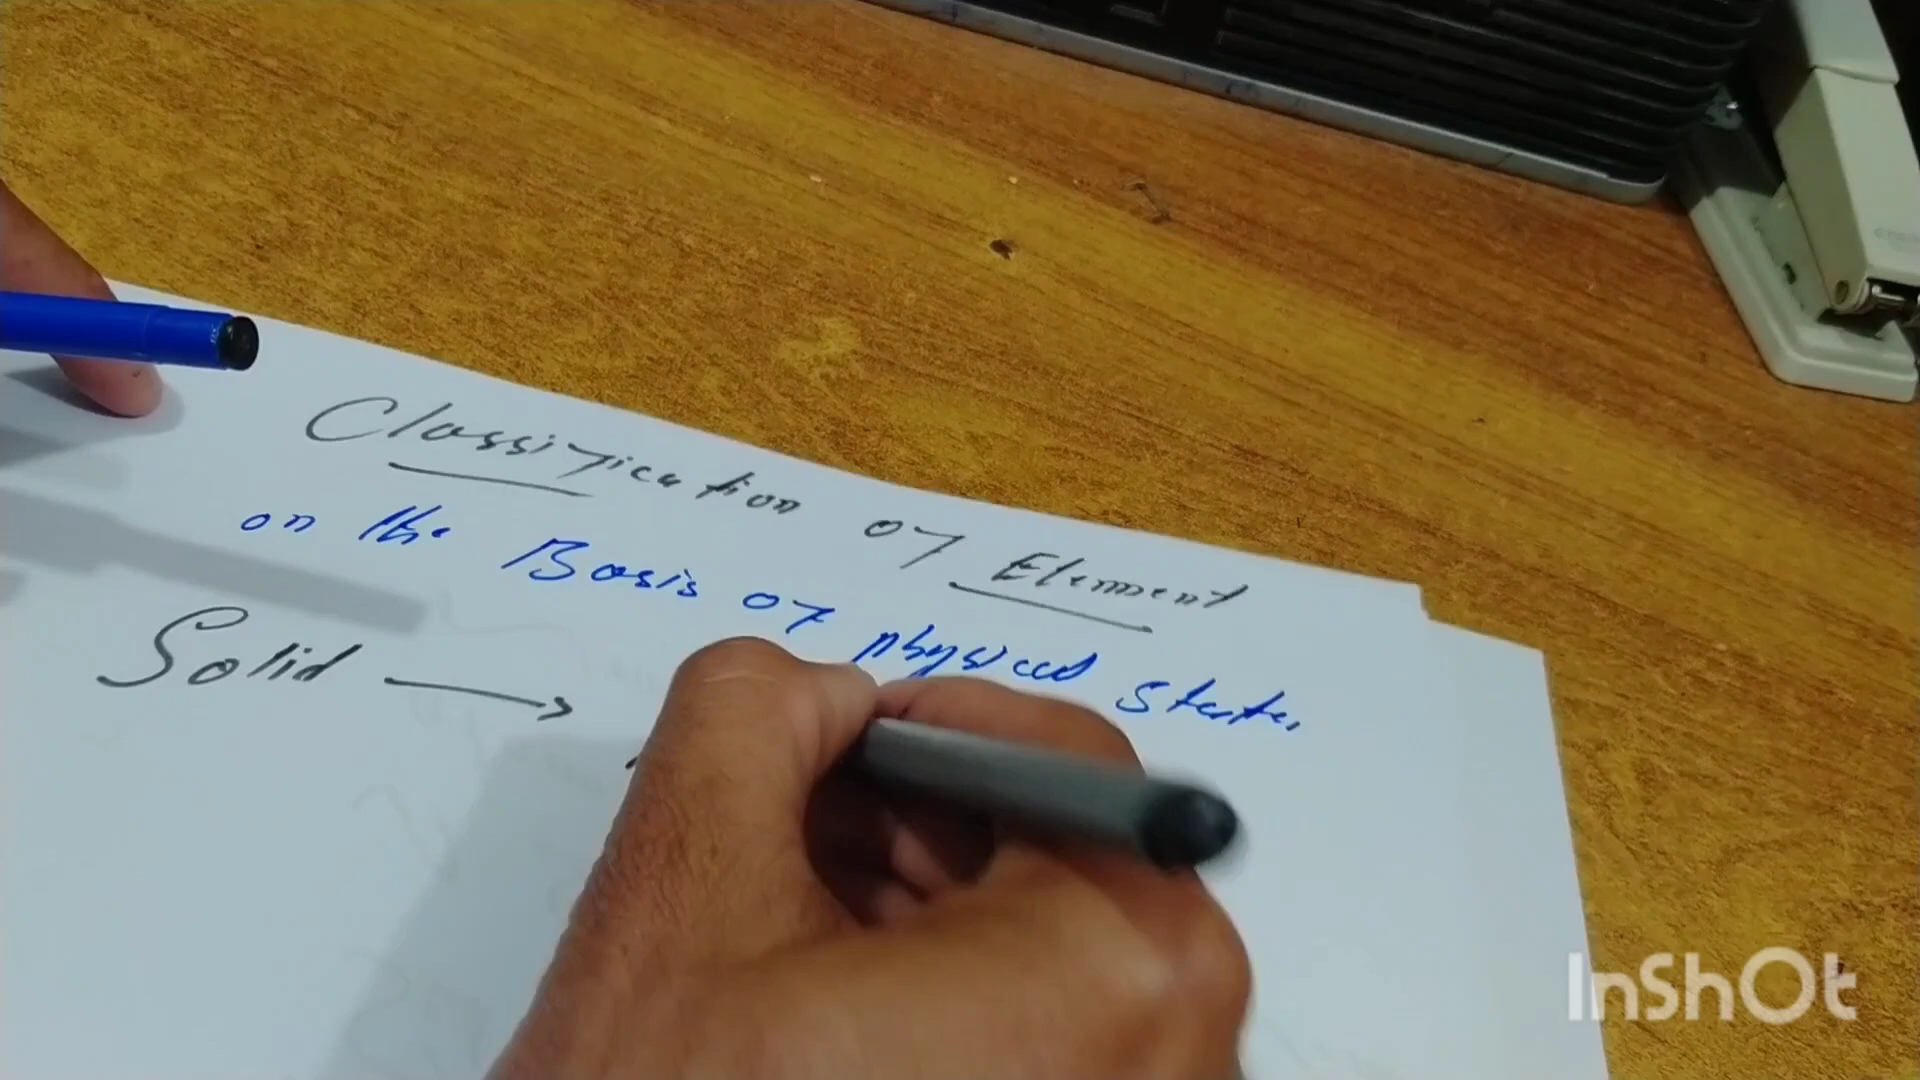 Classification of Element
on the Basis of physical state.
Solid →
InShOt